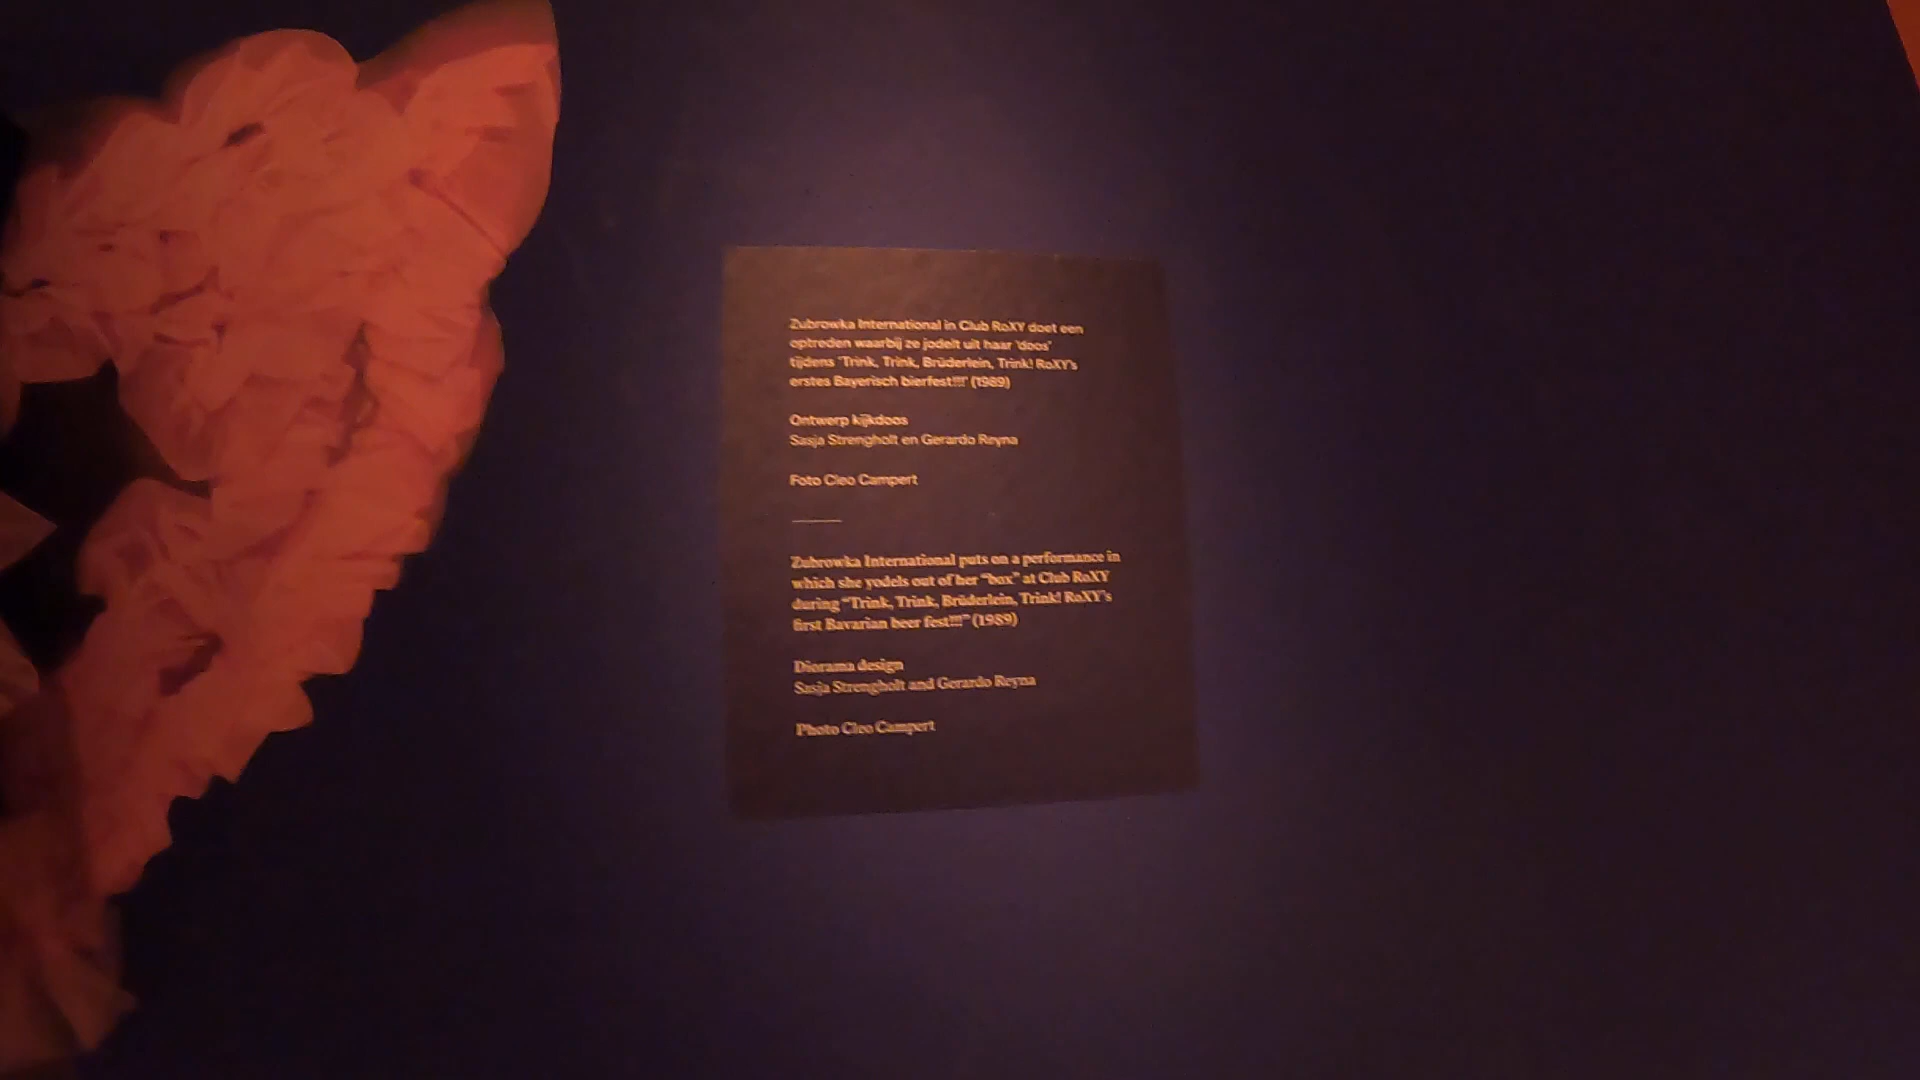 Zubrowka International in Club RoXY doet een
optreden waarbij ze jodelt uit haar 'doos'
tijdens 'Trink, Trink, Brüderlein, Trink! RoXY's
erstes Bayerisch bierfest!!!' (1989)
Ontwerp kijkdoos
Sasja Strengholt en Gerardo Reyna
Foto Cleo Campert
Zubrowka International puts on a performance in
which she yodels out of her “box” at Club RoXY
during “Trink, Trink, Brüderlein, Trink! RoXY's
first Bavarian beer fest!!!” (1989)
Diorama design
Sasja Strengholt and Gerardo Reyna
Photo Cleo Campert